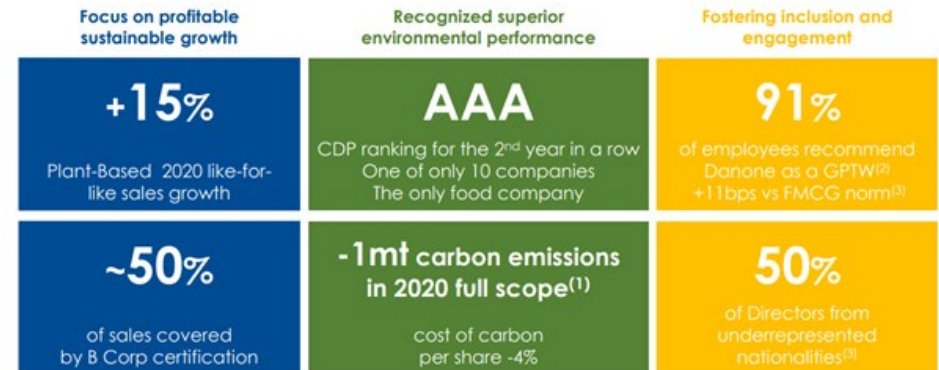 Focus on profitable
sustainable growth
+15%
Plant-Based 2020 like-for-
like sales growth
~50%
of sales covered
by B Corp certification
Recognized superior
environmental performance
AAA
CDP ranking for the 2nd year in a row
One of only 10 companies
The only food company
-1mt carbon emissions
in 2020 full scope(1)
cost of carbon
per share -4%
Fostering inclusion and
engagement
91%
of employees recommend
Danone as a GPTW(2)
+11bps vs FMCG norm(3)
50%
of Directors from
underrepresented
nationalities(3)